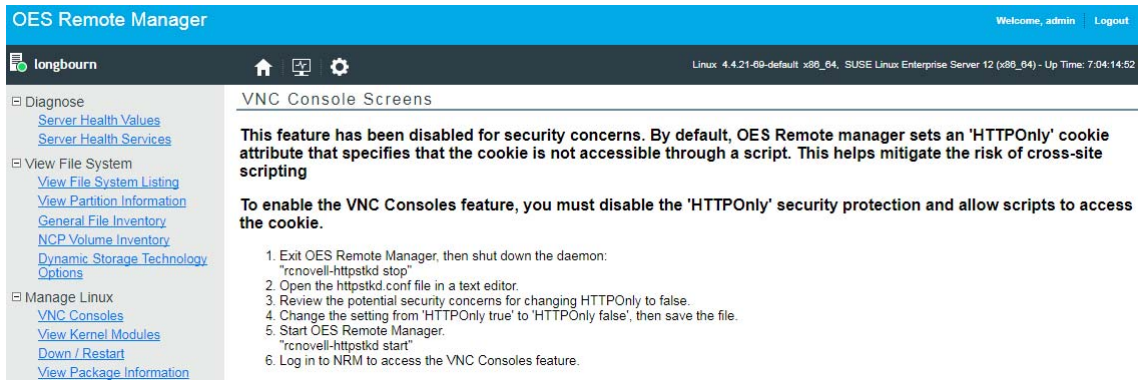 OES Remote Manager
Welcome, admin Logout
longbourn
Linux 4.4.21-69-default x86_64, SUSE Linux Enterprise Server 12 (x86_64) - Up Time: 7:04:14:52
Diagnose
Server Health Values
Server Health Services
View File System
View File System Listing
View Partition Information
General File Inventory
NCP Volume Inventory
Dynamic Storage Technology
Options
Manage Linux
VNC Consoles
View Kernel Modules
Down / Restart
View Package Information
VNC Console Screens
This feature has been disabled for security concerns. By default, OES Remote manager sets an 'HTTPOnly' cookie
attribute that specifies that the cookie is not accessible through a script. This helps mitigate the risk of cross-site
scripting
To enable the VNC Consoles feature, you must disable the 'HTTPOnly' security protection and allow scripts to access
the cookie.
1. Exit OES Remote Manager, then shut down the daemon:
"rcnovell-httpstkd stop"
2. Open the httpstkd.conf file in a text editor.
3. Review the potential security concerns for changing HTTPOnly to false.
4. Change the setting from 'HTTPOnly true' to 'HTTPOnly false', then save the file.
5. Start OES Remote Manager.
"rcnovell-httpstkd start"
6. Log in to NRM to access the VNC Consoles feature.